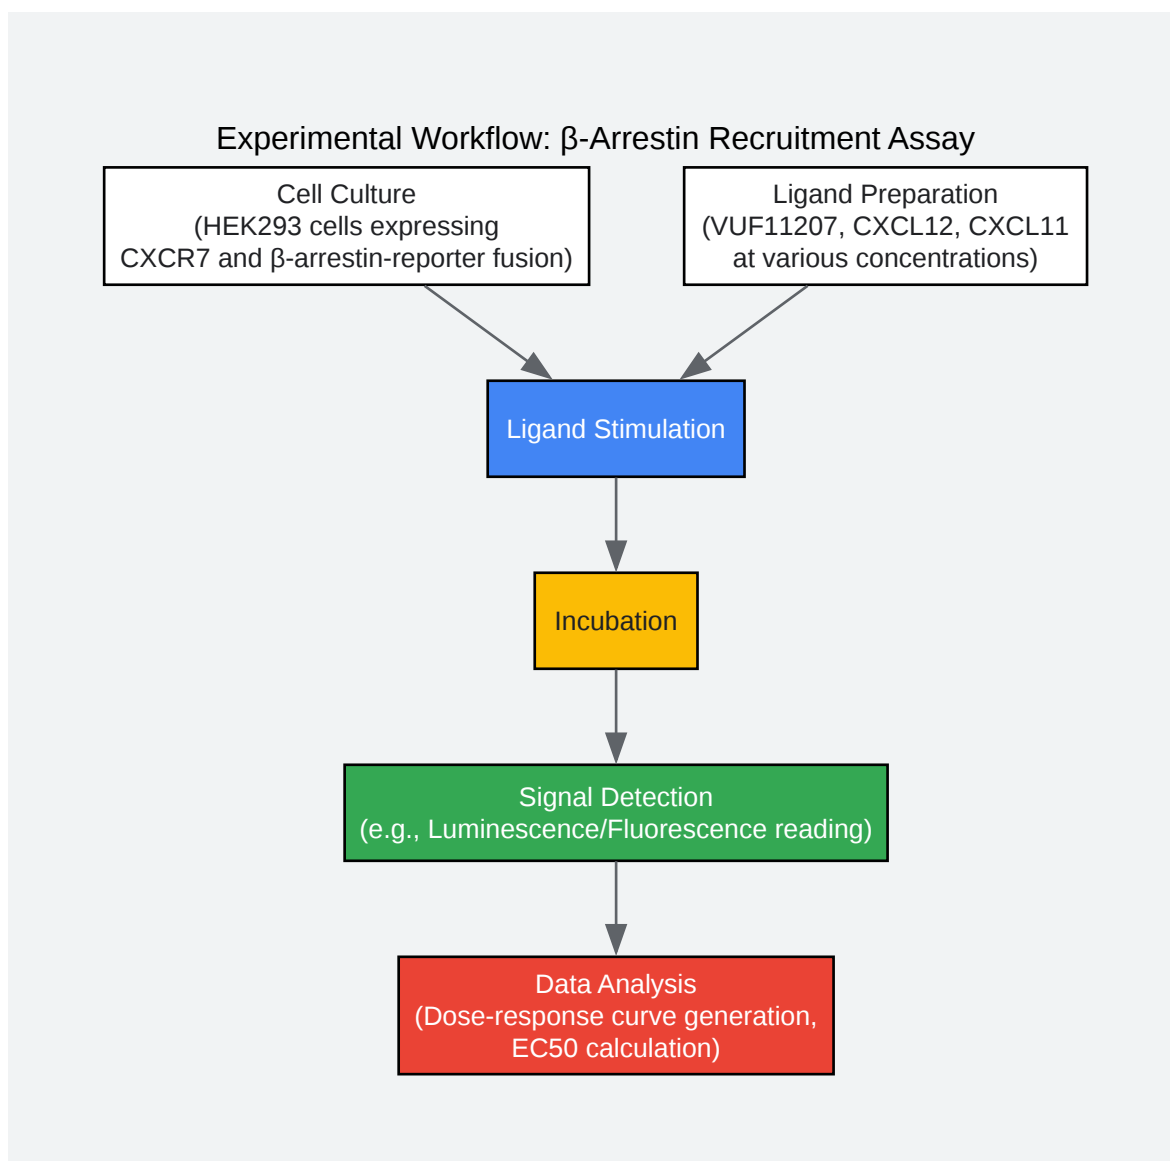 Experimental Workflow: β-Arrestin Recruitment Assay
Cell Culture
(HEK293 cells expressing
CXCR7 and β-arrestin-reporter fusion)
Ligand Preparation
(VUF11207, CXCL12, CXCL11
at various concentrations)
Ligand Stimulation
Incubation
Signal Detection
(e.g., Luminescence/Fluorescence reading)
Data Analysis
(Dose-response curve generation,
EC50 calculation)